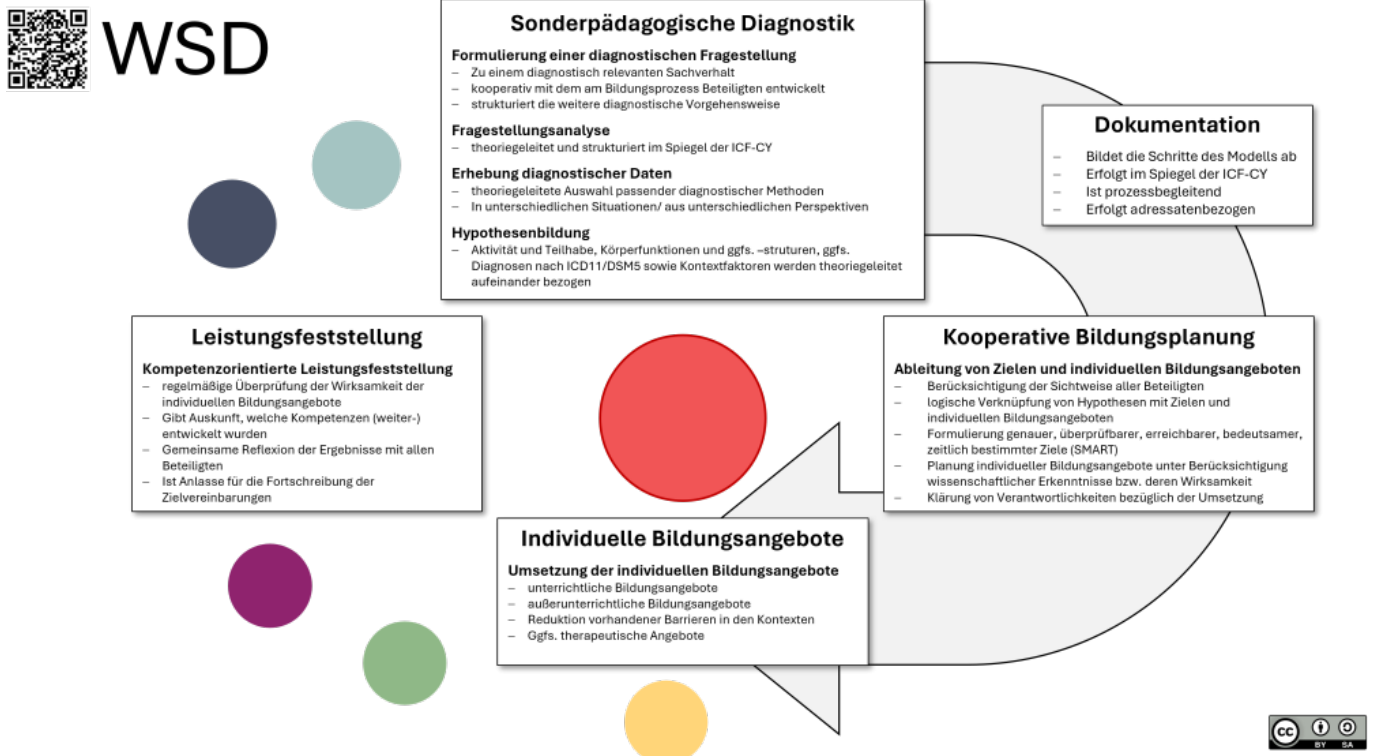 WSD
Sonderpädagogische Diagnostik
Formulierung einer diagnostischen Fragestellung
– Zu einem diagnostisch relevanten Sachverhalt
– kooperativ mit dem am Bildungsprozess Beteiligten entwickelt
– strukturiert die weitere diagnostische Vorgehensweise
Fragestellungsanalyse
– theoriegeleitet und strukturiert im Spiegel der ICF-CY
Erhebung diagnostischer Daten
– theoriegeleitete Auswahl passender diagnostischer Methoden
– In unterschiedlichen Situationen/ aus unterschiedlichen Perspektiven
Hypothesenbildung
– Aktivität und Teilhabe, Körperfunktionen und ggfs. –struturen, ggfs.
Diagnosen nach ICD11/DSM5 sowie Kontextfaktoren werden theoriegeleitet
aufeinander bezogen
Dokumentation
– Bildet die Schritte des Modells ab
– Erfolgt im Spiegel der ICF-CY
– Ist prozessbegleitend
– Erfolgt adressatenbezogen
Leistungsfeststellung
Kompetenzorientierte Leistungsfeststellung
– regelmäßige Überprüfung der Wirksamkeit der
individuellen Bildungsangebote
– Gibt Auskunft, welche Kompetenzen (weiter-)
entwickelt wurden
– Gemeinsame Reflexion der Ergebnisse mit allen
Beteiligten
– Ist Anlasse für die Fortschreibung der
Zielvereinbarungen
Kooperative Bildungsplanung
Ableitung von Zielen und individuellen Bildungsangeboten
– Berücksichtigung der Sichtweise aller Beteiligten
– logische Verknüpfung von Hypothesen mit Zielen und
individuellen Bildungsangeboten
– Formulierung genauer, überprüfbarer, erreichbarer, bedeutsamer,
zeitlich bestimmter Ziele (SMART)
– Planung individueller Bildungsangebote unter Berücksichtigung
wissenschaftlicher Erkenntnisse bzw. deren Wirksamkeit
– Klärung von Verantwortlichkeiten bezüglich der Umsetzung
Individuelle Bildungsangebote
Umsetzung der individuellen Bildungsangebote
– unterrichtliche Bildungsangebote
– außerunterrichtliche Bildungsangebote
– Reduktion vorhandener Barrieren in den Kontexten
– Ggfs. therapeutische Angebote
cc
BY SA